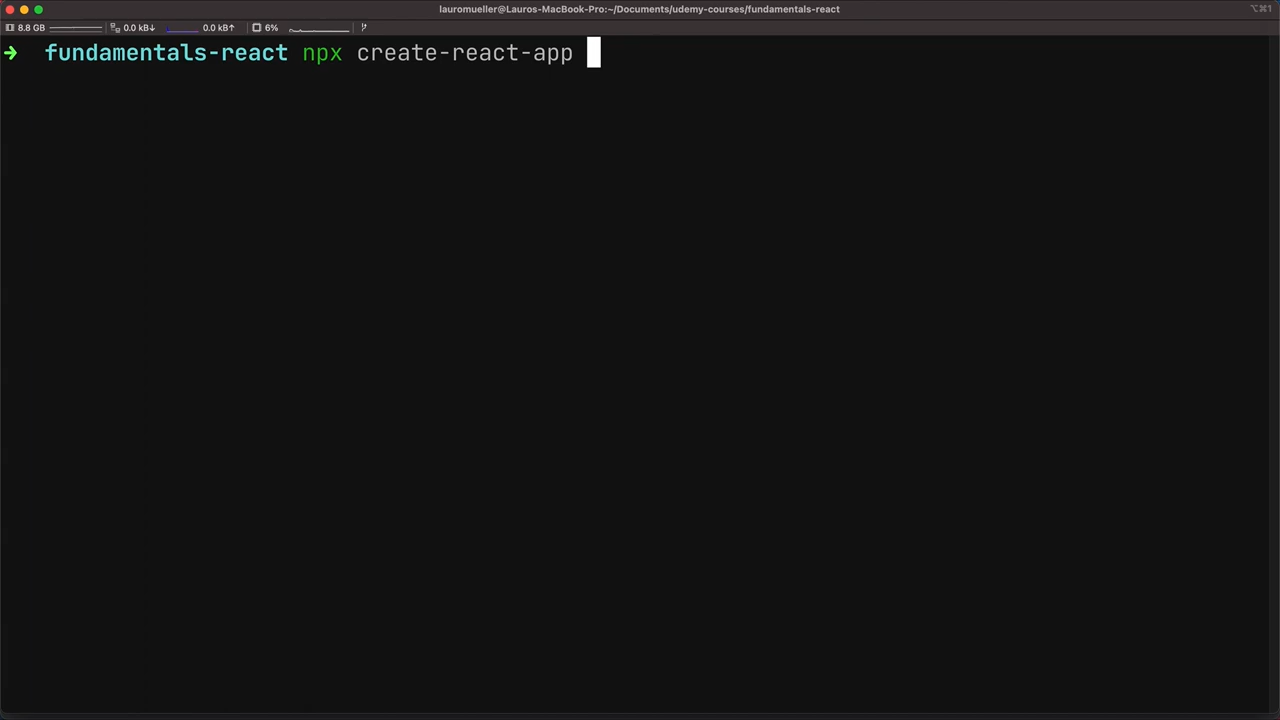 lauromueller@Lauros-MacBook-Pro:~/Documents/udemy-courses/fundamentals-react
⌥⌘1
8.8 GB 0.0 kB↓ 0.0 kB↑ 6%
➜ fundamentals-react npx create-react-app